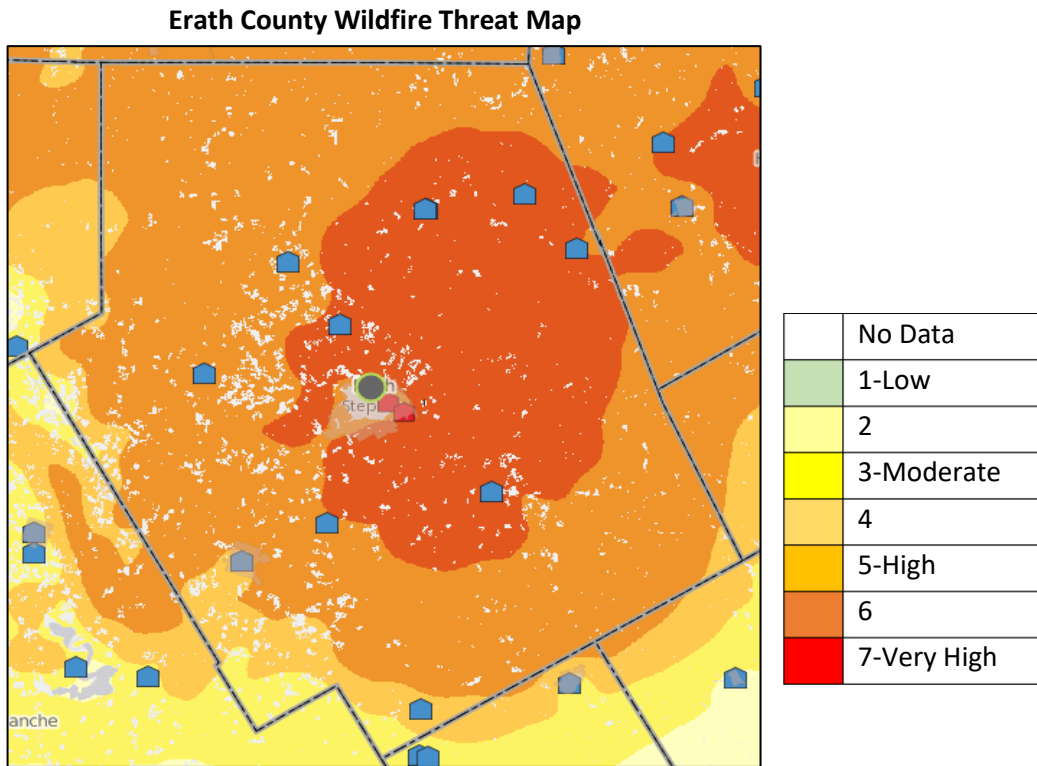 Erath County Wildfire Threat Map
Steph
anche
No Data
1-Low
2
3-Moderate
4
5-High
6
7-Very High